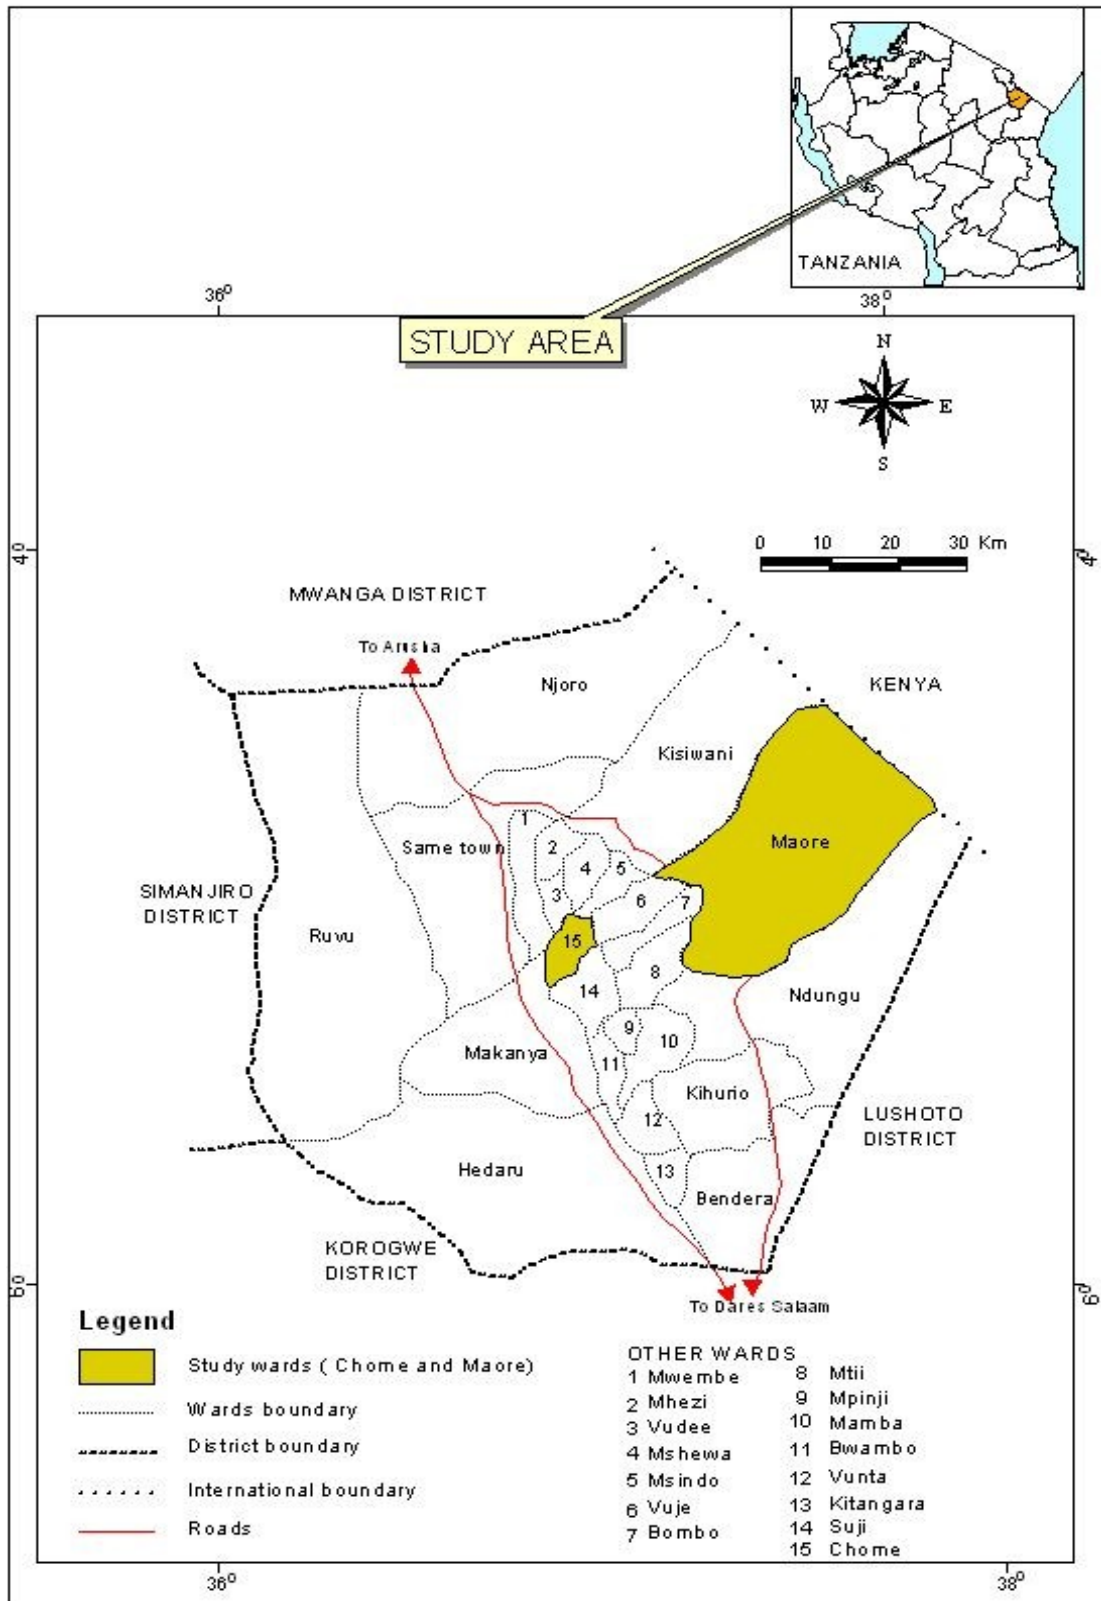 TANZANIA
36⁰
38⁰
STUDY AREA
N
W E
S
4⁰
4⁰
0 10 20 30 Km
MWANGA DISTRICT
To Arusha
Njoro
KENYA
Kisiwani
1
Same town
2
4
5
Maore
3
6
7
SIMANJIRO
DISTRICT
Ruvu
15
8
14
Ndungu
9
10
Makanya
11
Kihurio
12
LUSHOTO
DISTRICT
Hedaru
13
Bendera
KOROGWE
DISTRICT
6⁰
To Dares Salaam
Legend
Study wards ( Chome and Maore)
Wards boundary
District boundary
International boundary
Roads
OTHER WARDS
1 Mwembe
2 Mhezi
3 Vudee
4 Mshewa
5 Msindo
6 Vuje
7 Bombo
8 Mtii
9 Mpinji
10 Mamba
11 Bwambo
12 Vunta
13 Kitangara
14 Suji
15 Chome
36⁰
38⁰